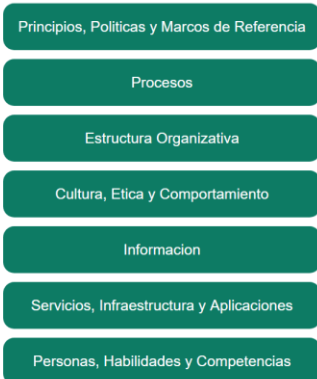 Principios, Politicas y Marcos de Referencia
Procesos
Estructura Organizativa
Cultura, Etica y Comportamiento
Informacion
Servicios, Infraestructura y Aplicaciones
Personas, Habilidades y Competencias